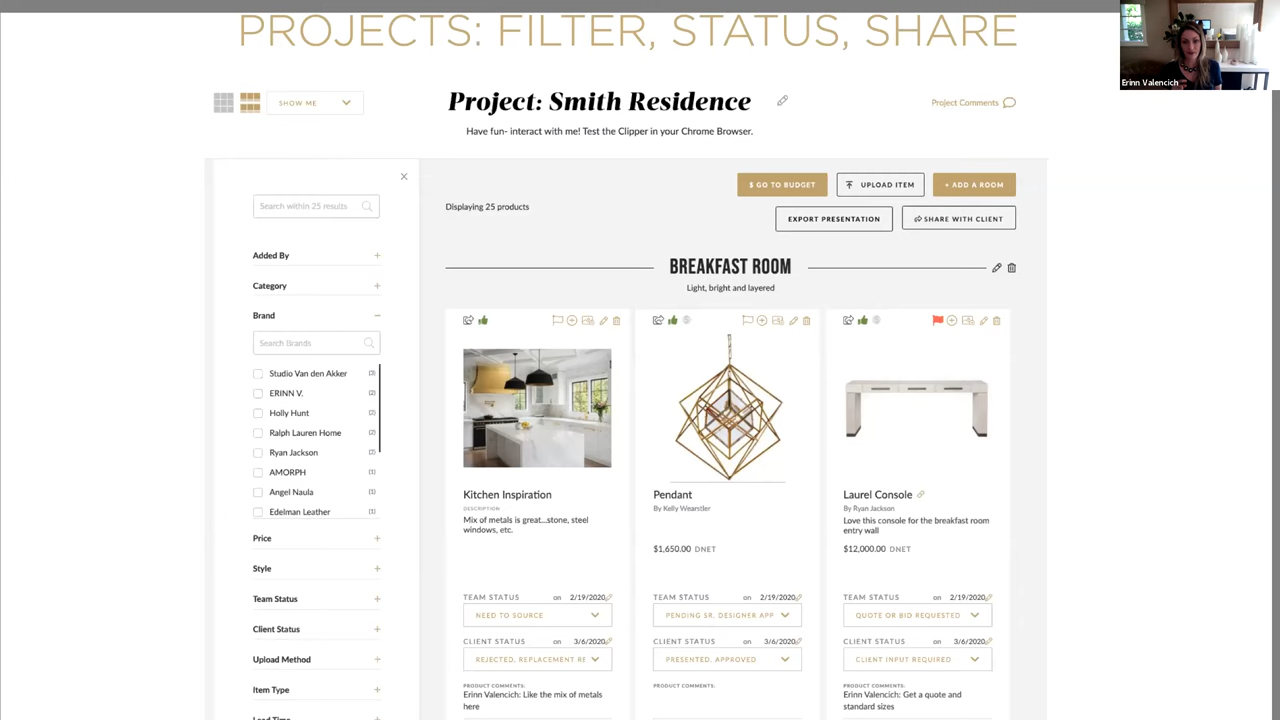 PROJECTS: FILTER, STATUS, SHARE
Erinn Valencich
SHOW ME
Project: Smith Residence
Project Comments
Have fun- interact with me! Test the Clipper in your Chrome Browser.
$ GO TO BUDGET
UPLOAD ITEM
+ ADD A ROOM
Search within 25 results
Displaying 25 products
EXPORT PRESENTATION
SHARE WITH CLIENT
Added By
Category
Brand
Search Brands
Studio Van den Akker (3)
ERINN V. (2)
Holly Hunt (2)
Ralph Lauren Home (2)
Ryan Jackson (2)
AMORPH (1)
Angel Naula (1)
Edelman Leather (1)
Price
Style
Team Status
Client Status
Upload Method
Item Type
Lead Time
BREAKFAST ROOM
Light, bright and layered
Kitchen Inspiration
DESCRIPTION
Mix of metals is great...stone, steel
windows, etc.
TEAM STATUS on 2/19/2020
NEED TO SOURCE
CLIENT STATUS on 3/6/2020
REJECTED, REPLACEMENT RE
PRODUCT COMMENTS:
Erinn Valencich: Like the mix of metals
here
Pendant
By Kelly Wearstler
$1,650.00 DNET
TEAM STATUS on 2/19/2020
PENDING SR. DESIGNER APP
CLIENT STATUS on 3/6/2020
PRESENTED, APPROVED
PRODUCT COMMENTS:
Laurel Console
By Ryan Jackson
Love this console for the breakfast room
entry wall
$12,000.00 DNET
TEAM STATUS on 2/19/2020
QUOTE OR BID REQUESTED
CLIENT STATUS on 3/6/2020
CLIENT INPUT REQUIRED
PRODUCT COMMENTS:
Erinn Valencich: Get a quote and
standard sizes